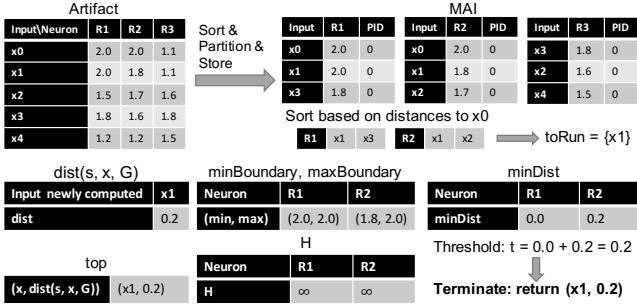 Artifact
Input\Neuron R1 R2 R3
x0 2.0 2.0 1.1
x1 2.0 1.8 1.1
x2 1.5 1.7 1.6
x3 1.8 1.6 1.8
x4 1.2 1.2 1.5
Sort &
Partition &
Store
MAI
Input R1 PID
x0 2.0 0
x1 2.0 0
x3 1.8 0
Input R2 PID
x0 2.0 0
x1 1.8 0
x2 1.7 0
Input R3 PID
x3 1.8 0
x2 1.6 0
x4 1.5 0
Sort based on distances to x0
R1 x1 x3
R2 x1 x2
toRun = {x1}
dist(s, x, G)
Input newly computed x1
dist 0.2
minBoundary, maxBoundary
Neuron R1 R2
(min, max) (2.0, 2.0) (1.8, 2.0)
minDist
Neuron R1 R2
minDist 0.0 0.2
top
(x, dist(s, x, G)) (x1, 0.2)
H
Neuron R1 R2
H ∞ ∞
Threshold: t = 0.0 + 0.2 = 0.2
Terminate: return (x1, 0.2)